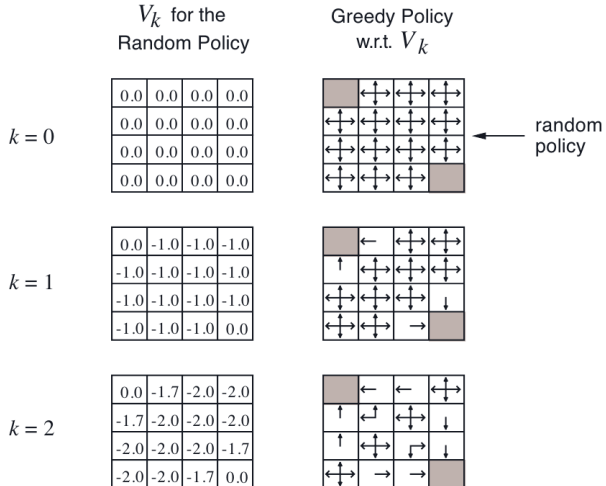 V_k for the
Random Policy
Greedy Policy
w.r.t. V_k
k = 0
0.0 0.0 0.0 0.0
0.0 0.0 0.0 0.0
0.0 0.0 0.0 0.0
0.0 0.0 0.0 0.0
random
policy
k = 1
0.0 -1.0 -1.0 -1.0
-1.0 -1.0 -1.0 -1.0
-1.0 -1.0 -1.0 -1.0
-1.0 -1.0 -1.0 0.0
k = 2
0.0 -1.7 -2.0 -2.0
-1.7 -2.0 -2.0 -2.0
-2.0 -2.0 -2.0 -1.7
-2.0 -2.0 -1.7 0.0